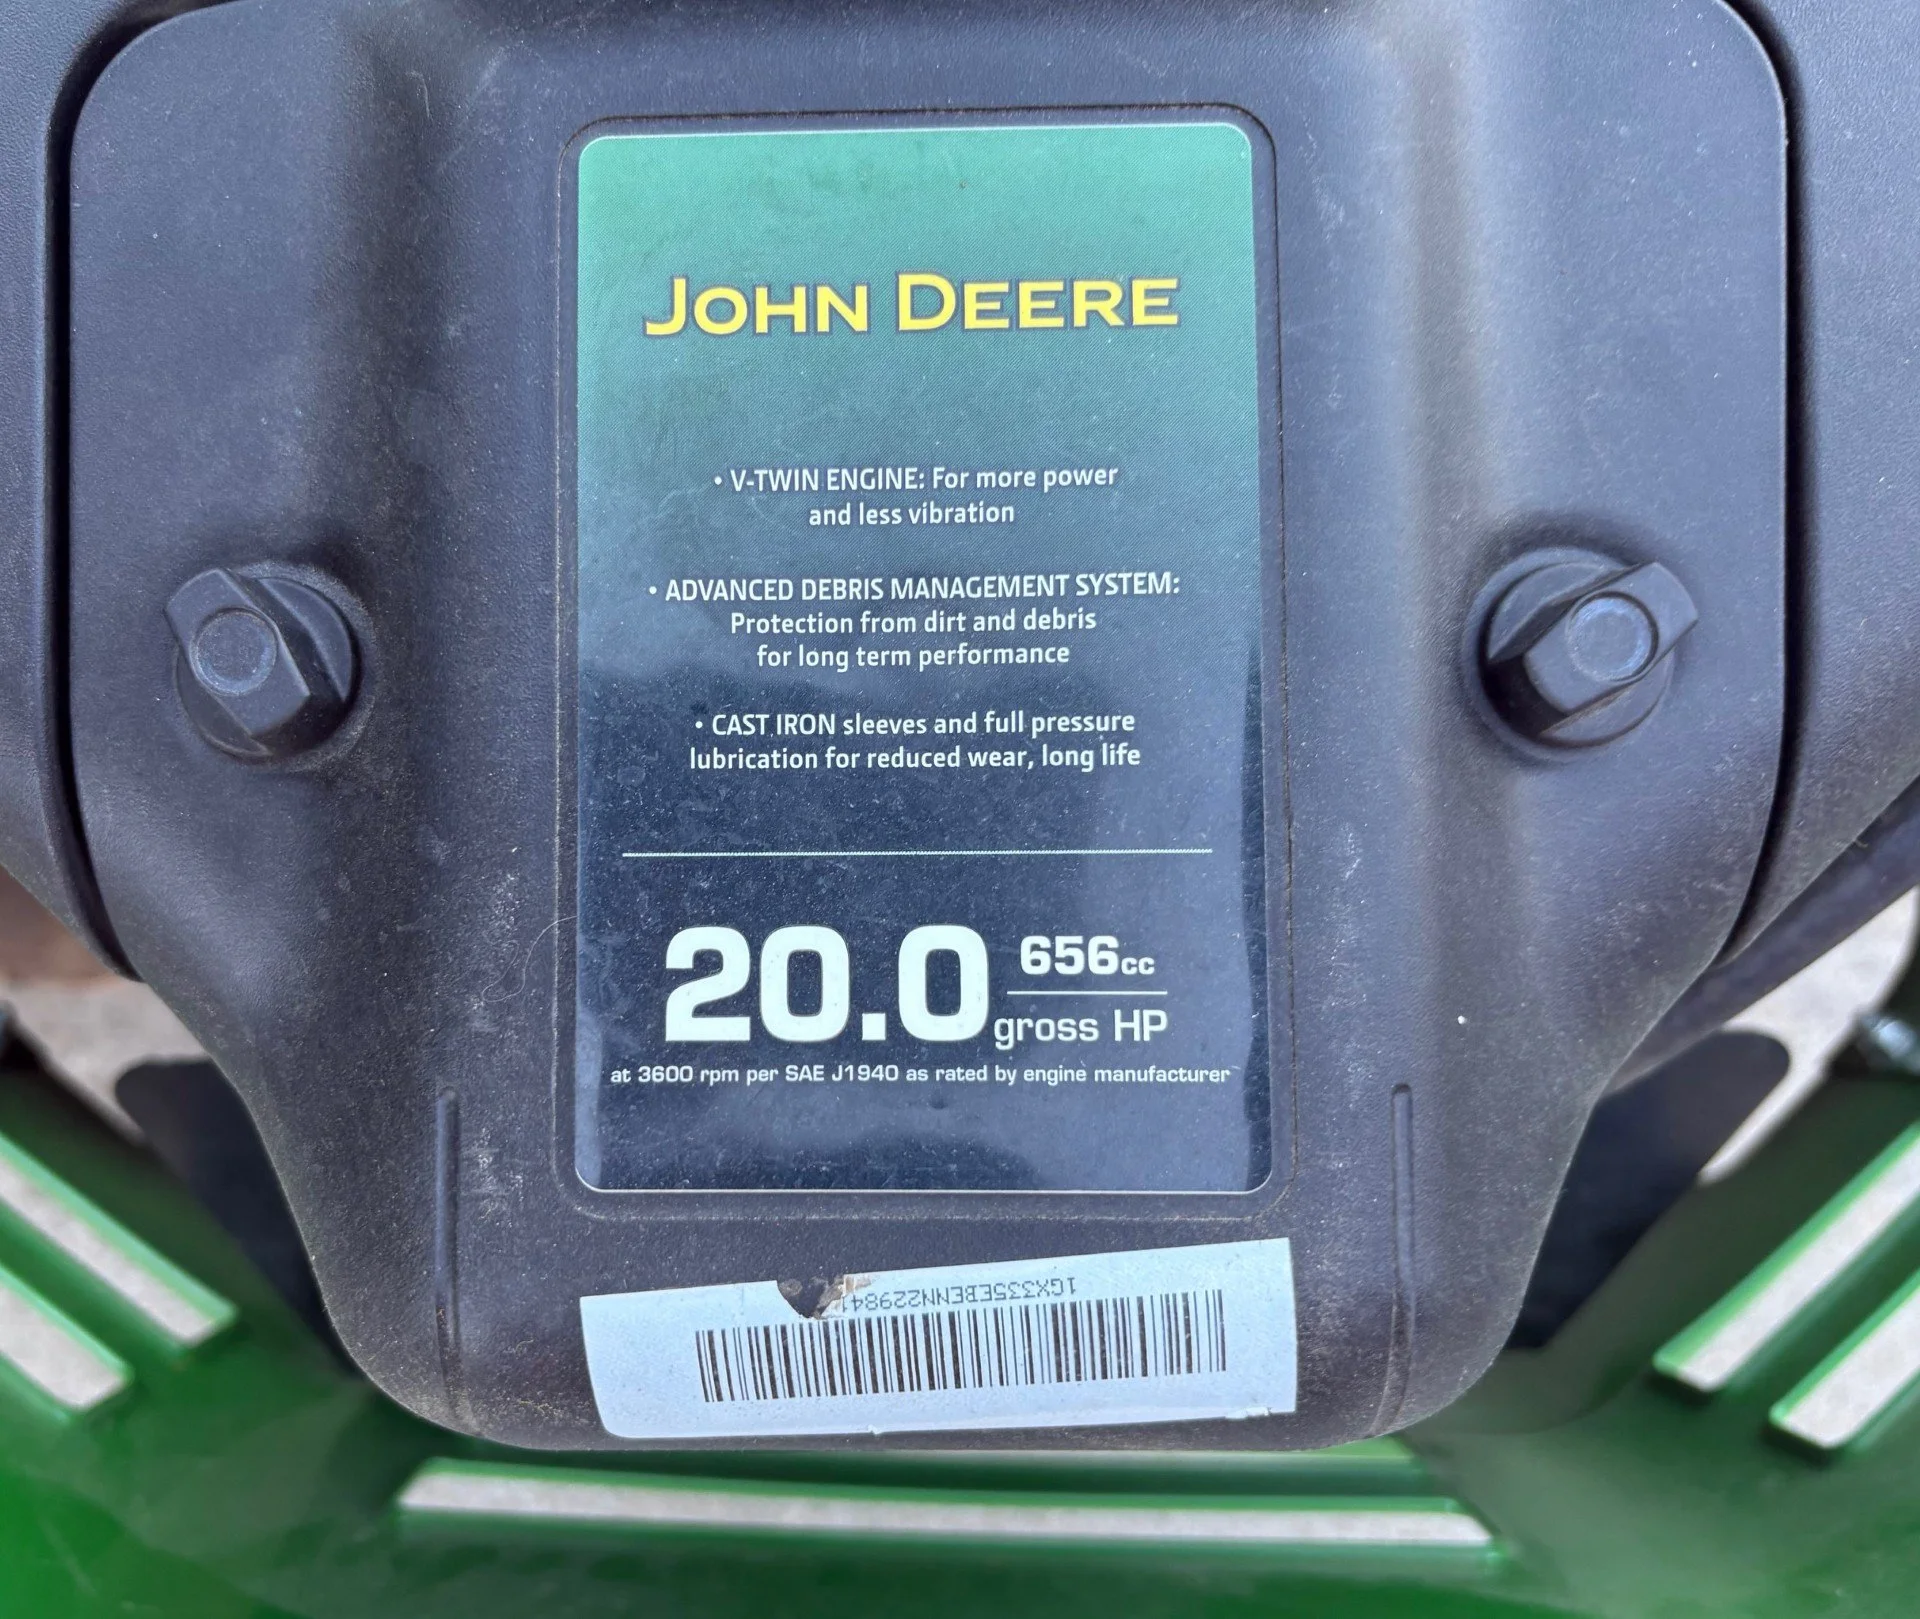 JOHN DEERE
• V-TWIN ENGINE: For more power
and less vibration
• ADVANCED DEBRIS MANAGEMENT SYSTEM:
Protection from dirt and debris
for long term performance
• CAST IRON sleeves and full pressure
lubrication for reduced wear, long life
20.0 656cc
gross HP
at 3600 rpm per SAE J1940 as rated by engine manufacturer